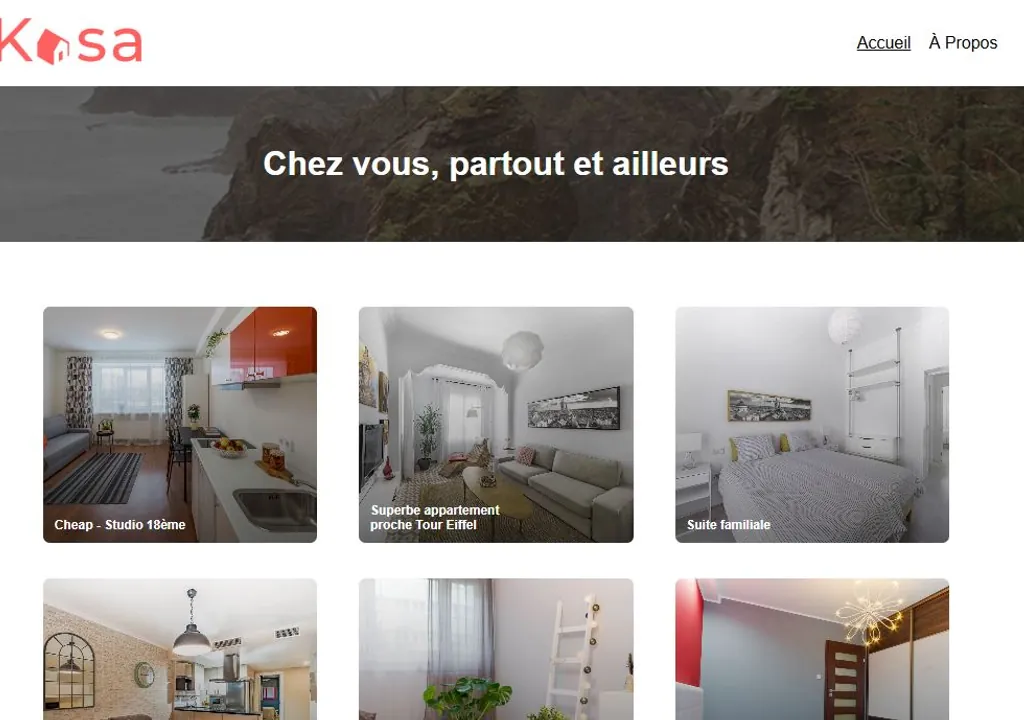 Kasa
Accueil À Propos
Chez vous, partout et ailleurs
Cheap - Studio 18ème
Superbe appartement
proche Tour Eiffel
Suite familiale